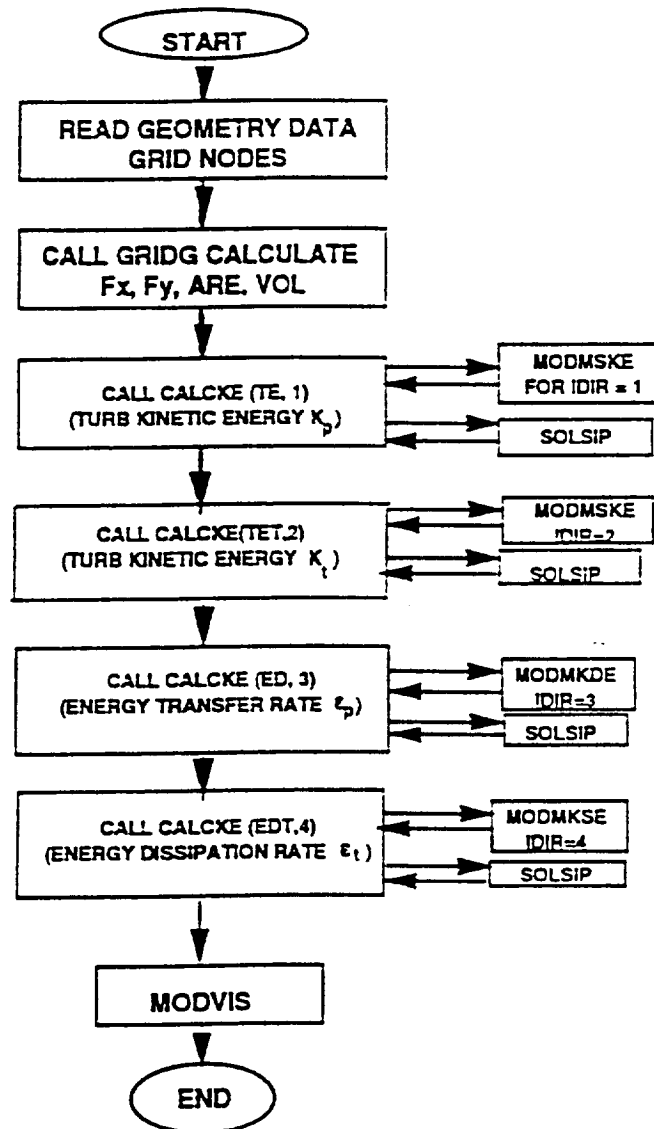 START
READ GEOMETRY DATA
GRID NODES
CALL GRIDG CALCULATE
Fx, Fy, ARE. VOL
CALL CALCKE (TE, 1)
(TURB KINETIC ENERGY Kp)
MODMSKE
FOR IDIR = 1
SOLSIP
CALL CALCKE(TET,2)
(TURB KINETIC ENERGY Kt)
MODMSKE
IDIR=2
SOLSIP
CALL CALCKE (ED, 3)
(ENERGY TRANSFER RATE εp)
MODMKDE
IDIR=3
SOLSIP
CALL CALCKE (EDT,4)
(ENERGY DISSIPATION RATE εt)
MODMKSE
IDIR=4
SOLSIP
MODVIS
END